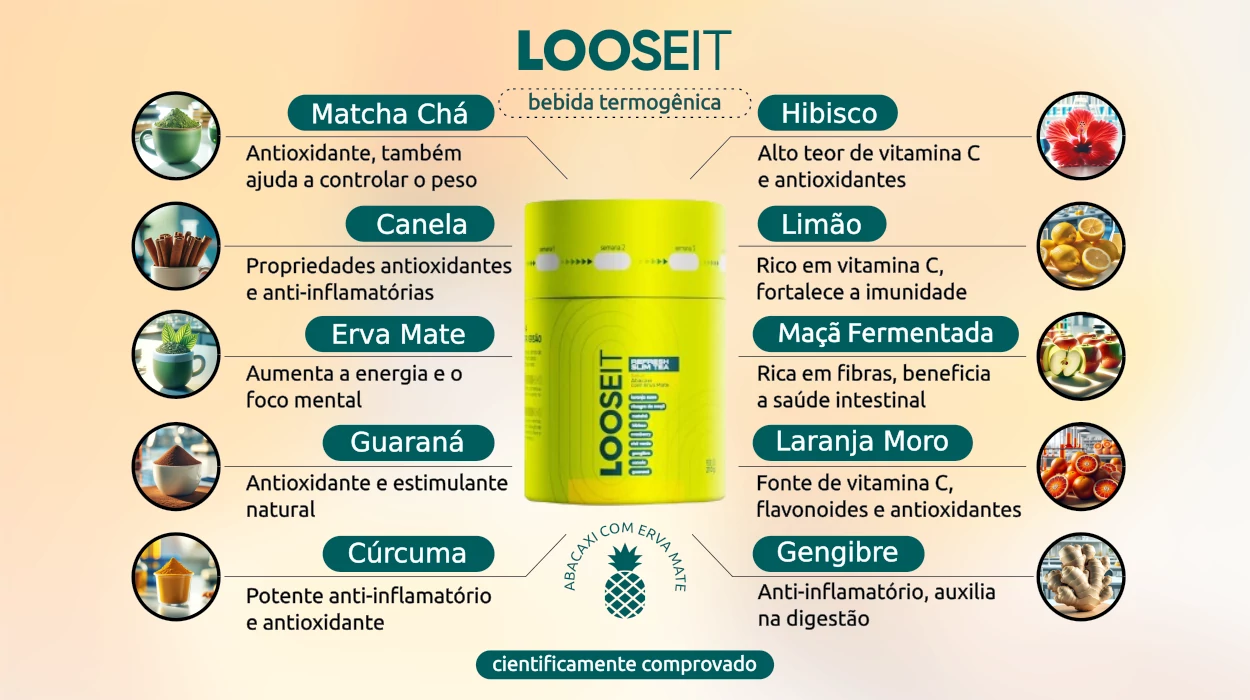 LOOSEIT
bebida termogênica
Matcha Chá
Antioxidante, também
ajuda a controlar o peso
Canela
Propriedades antioxidantes
e anti-inflamatórias
Erva Mate
Aumenta a energia e o
foco mental
Guaraná
Antioxidante e estimulante
natural
Cúrcuma
Potente anti-inflamatório
e antioxidante
Hibisco
Alto teor de vitamina C
e antioxidantes
Limão
Rico em vitamina C,
fortalece a imunidade
Maçã Fermentada
Rica em fibras, beneficia
a saúde intestinal
Laranja Moro
Fonte de vitamina C,
flavonoides e antioxidantes
Gengibre
Anti-inflamatório, auxilia
na digestão
semana 1
semana 2
semana 3
LOOSEIT
REFRESH
SLIM TEA
Abacaxi
com Erva Mate
ABACAXI COM ERVA MATE
cientificamente comprovado